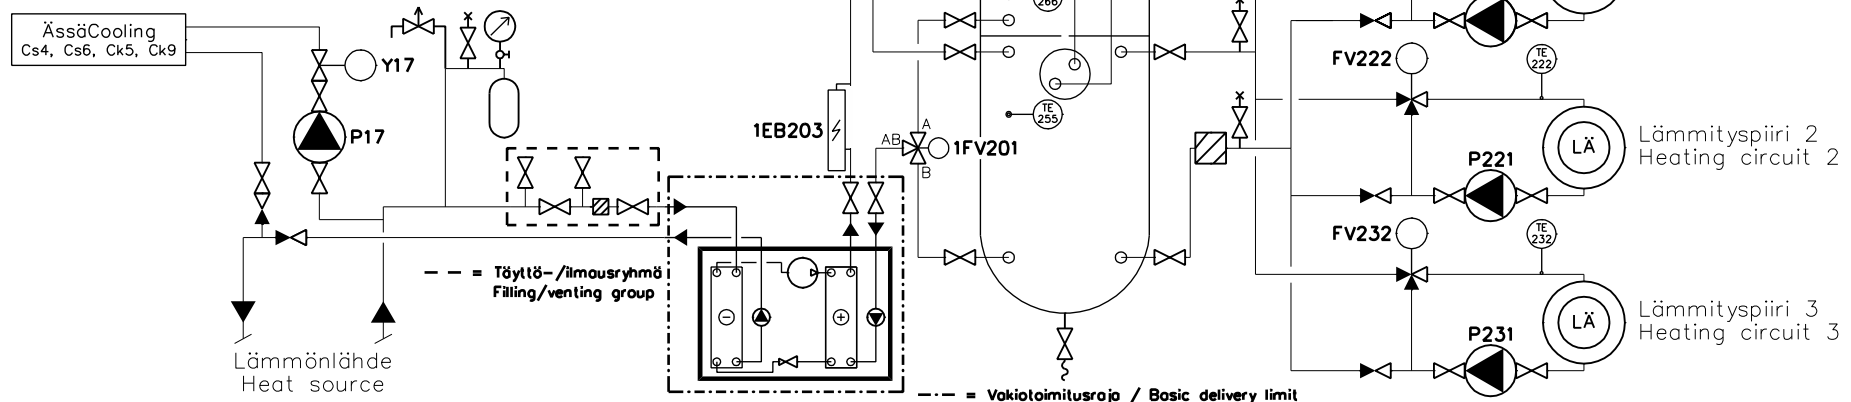 ÄssäCooling
Cs4, Cs6, Ck5, Ck9
Y17
P17
1EB203
266
TE
255
A
AB
1FV201
B
FV222
TE
222
LÄ
Lämmityspiiri 2
Heating circuit 2
P221
FV232
TE
232
LÄ
Lämmityspiiri 3
Heating circuit 3
P231
= Täyttö-/ilmausryhmä
Filling/venting group
Lämmönlähde
Heat source
= Vakiotoimitusraja / Basic delivery limit